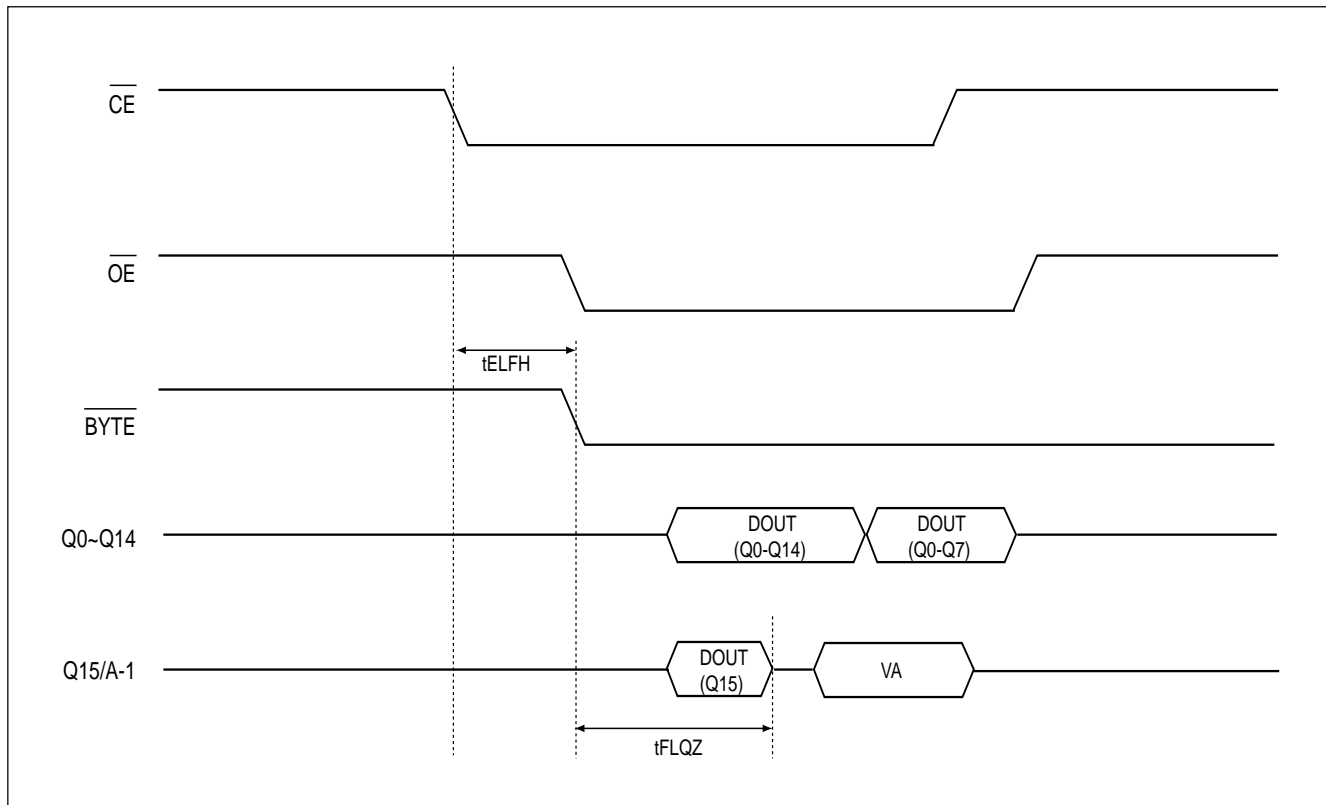 CE
OE
tELFH
BYTE
Q0~Q14
DOUT
(Q0-Q14)
DOUT
(Q0-Q7)
Q15/A-1
DOUT
(Q15)
VA
tFLQZ